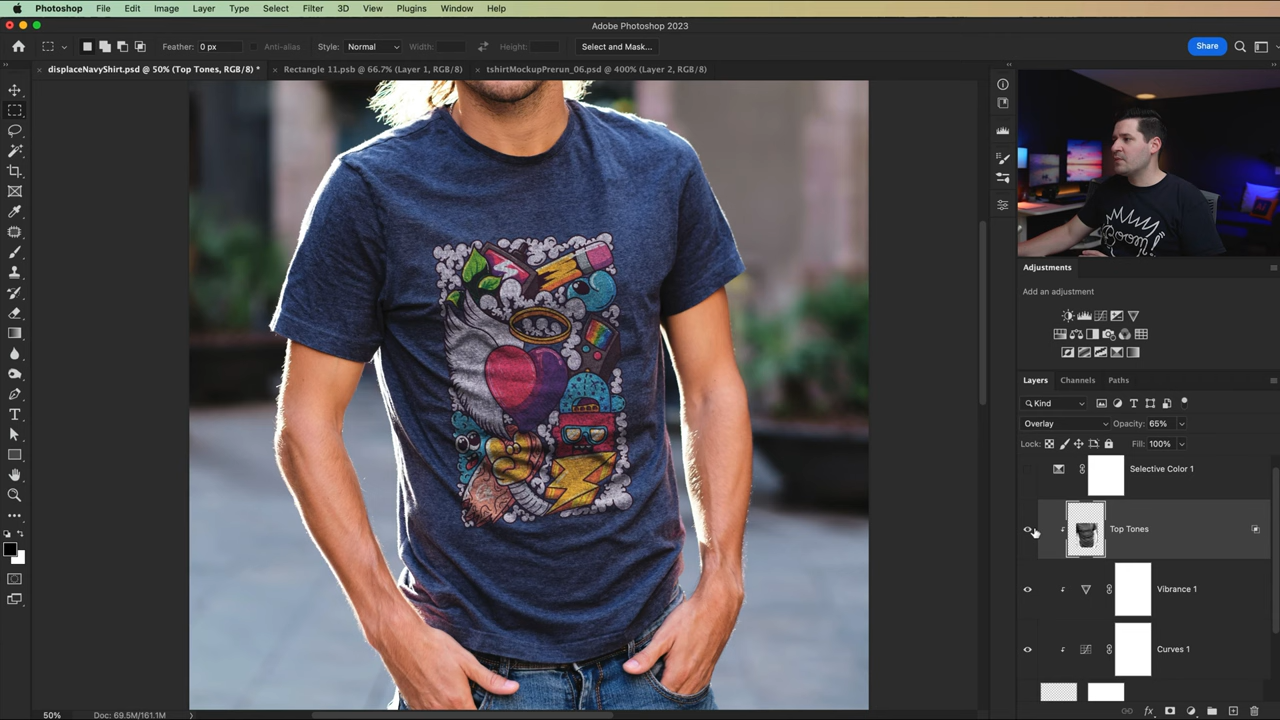 Photoshop File Edit Image Layer Type Select Filter 3D View Plugins Window Help
Adobe Photoshop 2023
Feather: 0 px Anti-alias Style: Normal Width: Height: Select and Mask... Share
displaceNavyShirt.psd @ 50% (Top Tones, RGB/8) * Rectangle 11.psb @ 66.7% (Layer 1, RGB/8) tshirtMockupPrerun_06.psd @ 400% (Layer 2, RGB/8)
Adjustments
Add an adjustment
Layers Channels Paths
Kind
Overlay Opacity: 65%
Lock: Fill: 100%
Selective Color 1
Top Tones
Vibrance 1
Curves 1
50% Doc: 69.5M/161.1M